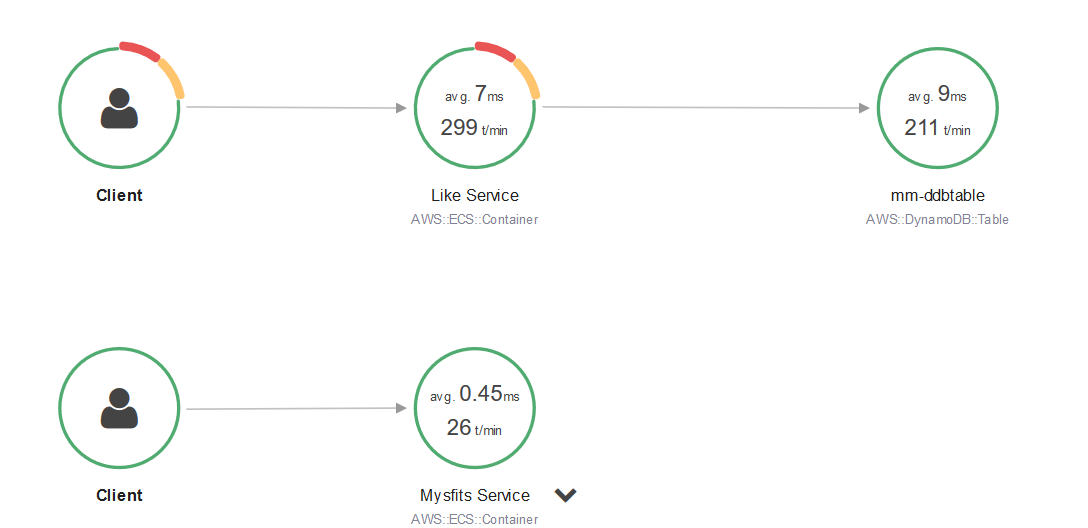 avg. 7ms
299 t/min
avg. 9ms
211 t/min
Client
Like Service
mm-ddbtable
AWS::ECS::Container
AWS::DynamoDB::Table
avg. 0.45ms
26 t/min
Client
Mysfits Service
AWS::ECS::Container